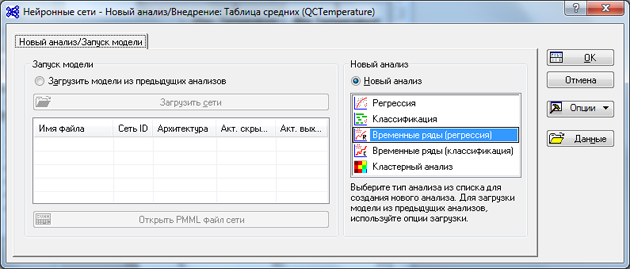 Нейронные сети - Новый анализ/Внедрение: Таблица средних (QCTemperature)
Новый анализ/Запуск модели
Запуск модели
Загрузить модели из предыдущих анализов
Загрузить сети
Имя файла Сеть ID Архитектура Акт. скры... Акт. вых...
Открыть PMML файл сети
Новый анализ
Новый анализ
Регрессия
Классификация
Временные ряды (регрессия)
Временные ряды (классификация)
Кластерный анализ
Выберите тип анализа из списка для
создания нового анализа. Для загрузки
модели из предыдущих анализов,
используйте опции загрузки.
OK
Отмена
Опции
Данные